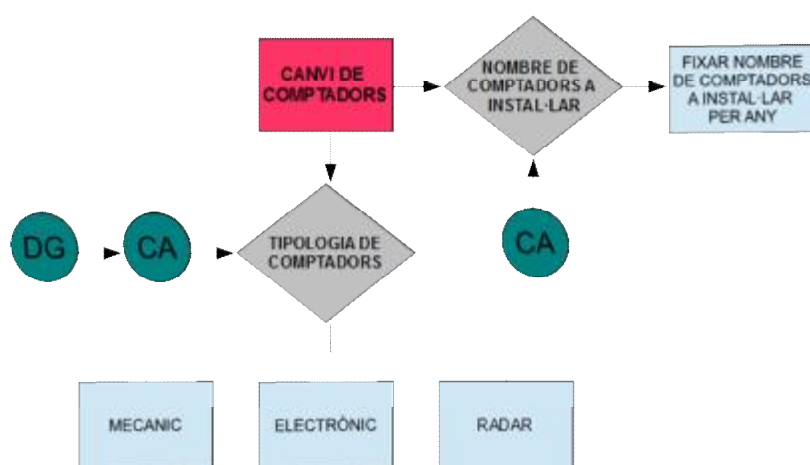 CANVI DE
COMPTADORS
NOMBRE DE
COMPTADORS A
INSTAL·LAR
FIXAR NOMBRE
DE COMPTADORS
A INSTAL·LAR
PER ANY
DG
CA
TIPOLOGIA DE
COMPTADORS
CA
MECANIC
ELECTRÒNIC
RADAR